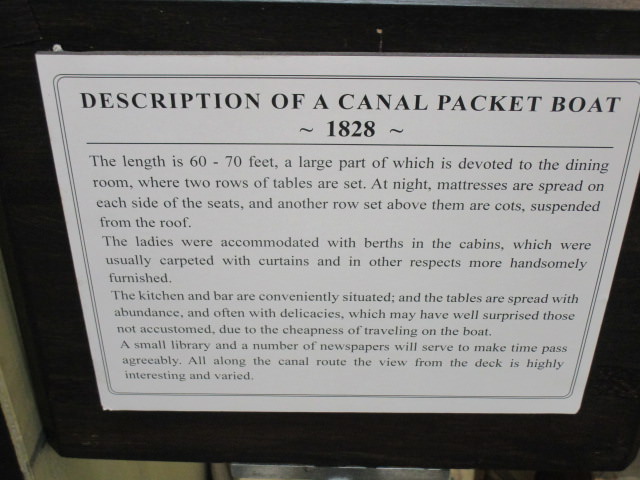 DESCRIPTION OF A CANAL PACKET BOAT
~ 1828 ~
The length is 60 - 70 feet, a large part of which is devoted to the dining
room, where two rows of tables are set. At night, mattresses are spread on
each side of the seats, and another row set above them are cots, suspended
from the roof.
The ladies were accommodated with berths in the cabins, which were
usually carpeted with curtains and in other respects more handsomely
furnished.
The kitchen and bar are conveniently situated; and the tables are spread with
abundance, and often with delicacies, which may have well surprised those
not accustomed, due to the cheapness of traveling on the boat.
A small library and a number of newspapers will serve to make time pass
agreeably. All along the canal route the view from the deck is highly
interesting and varied.